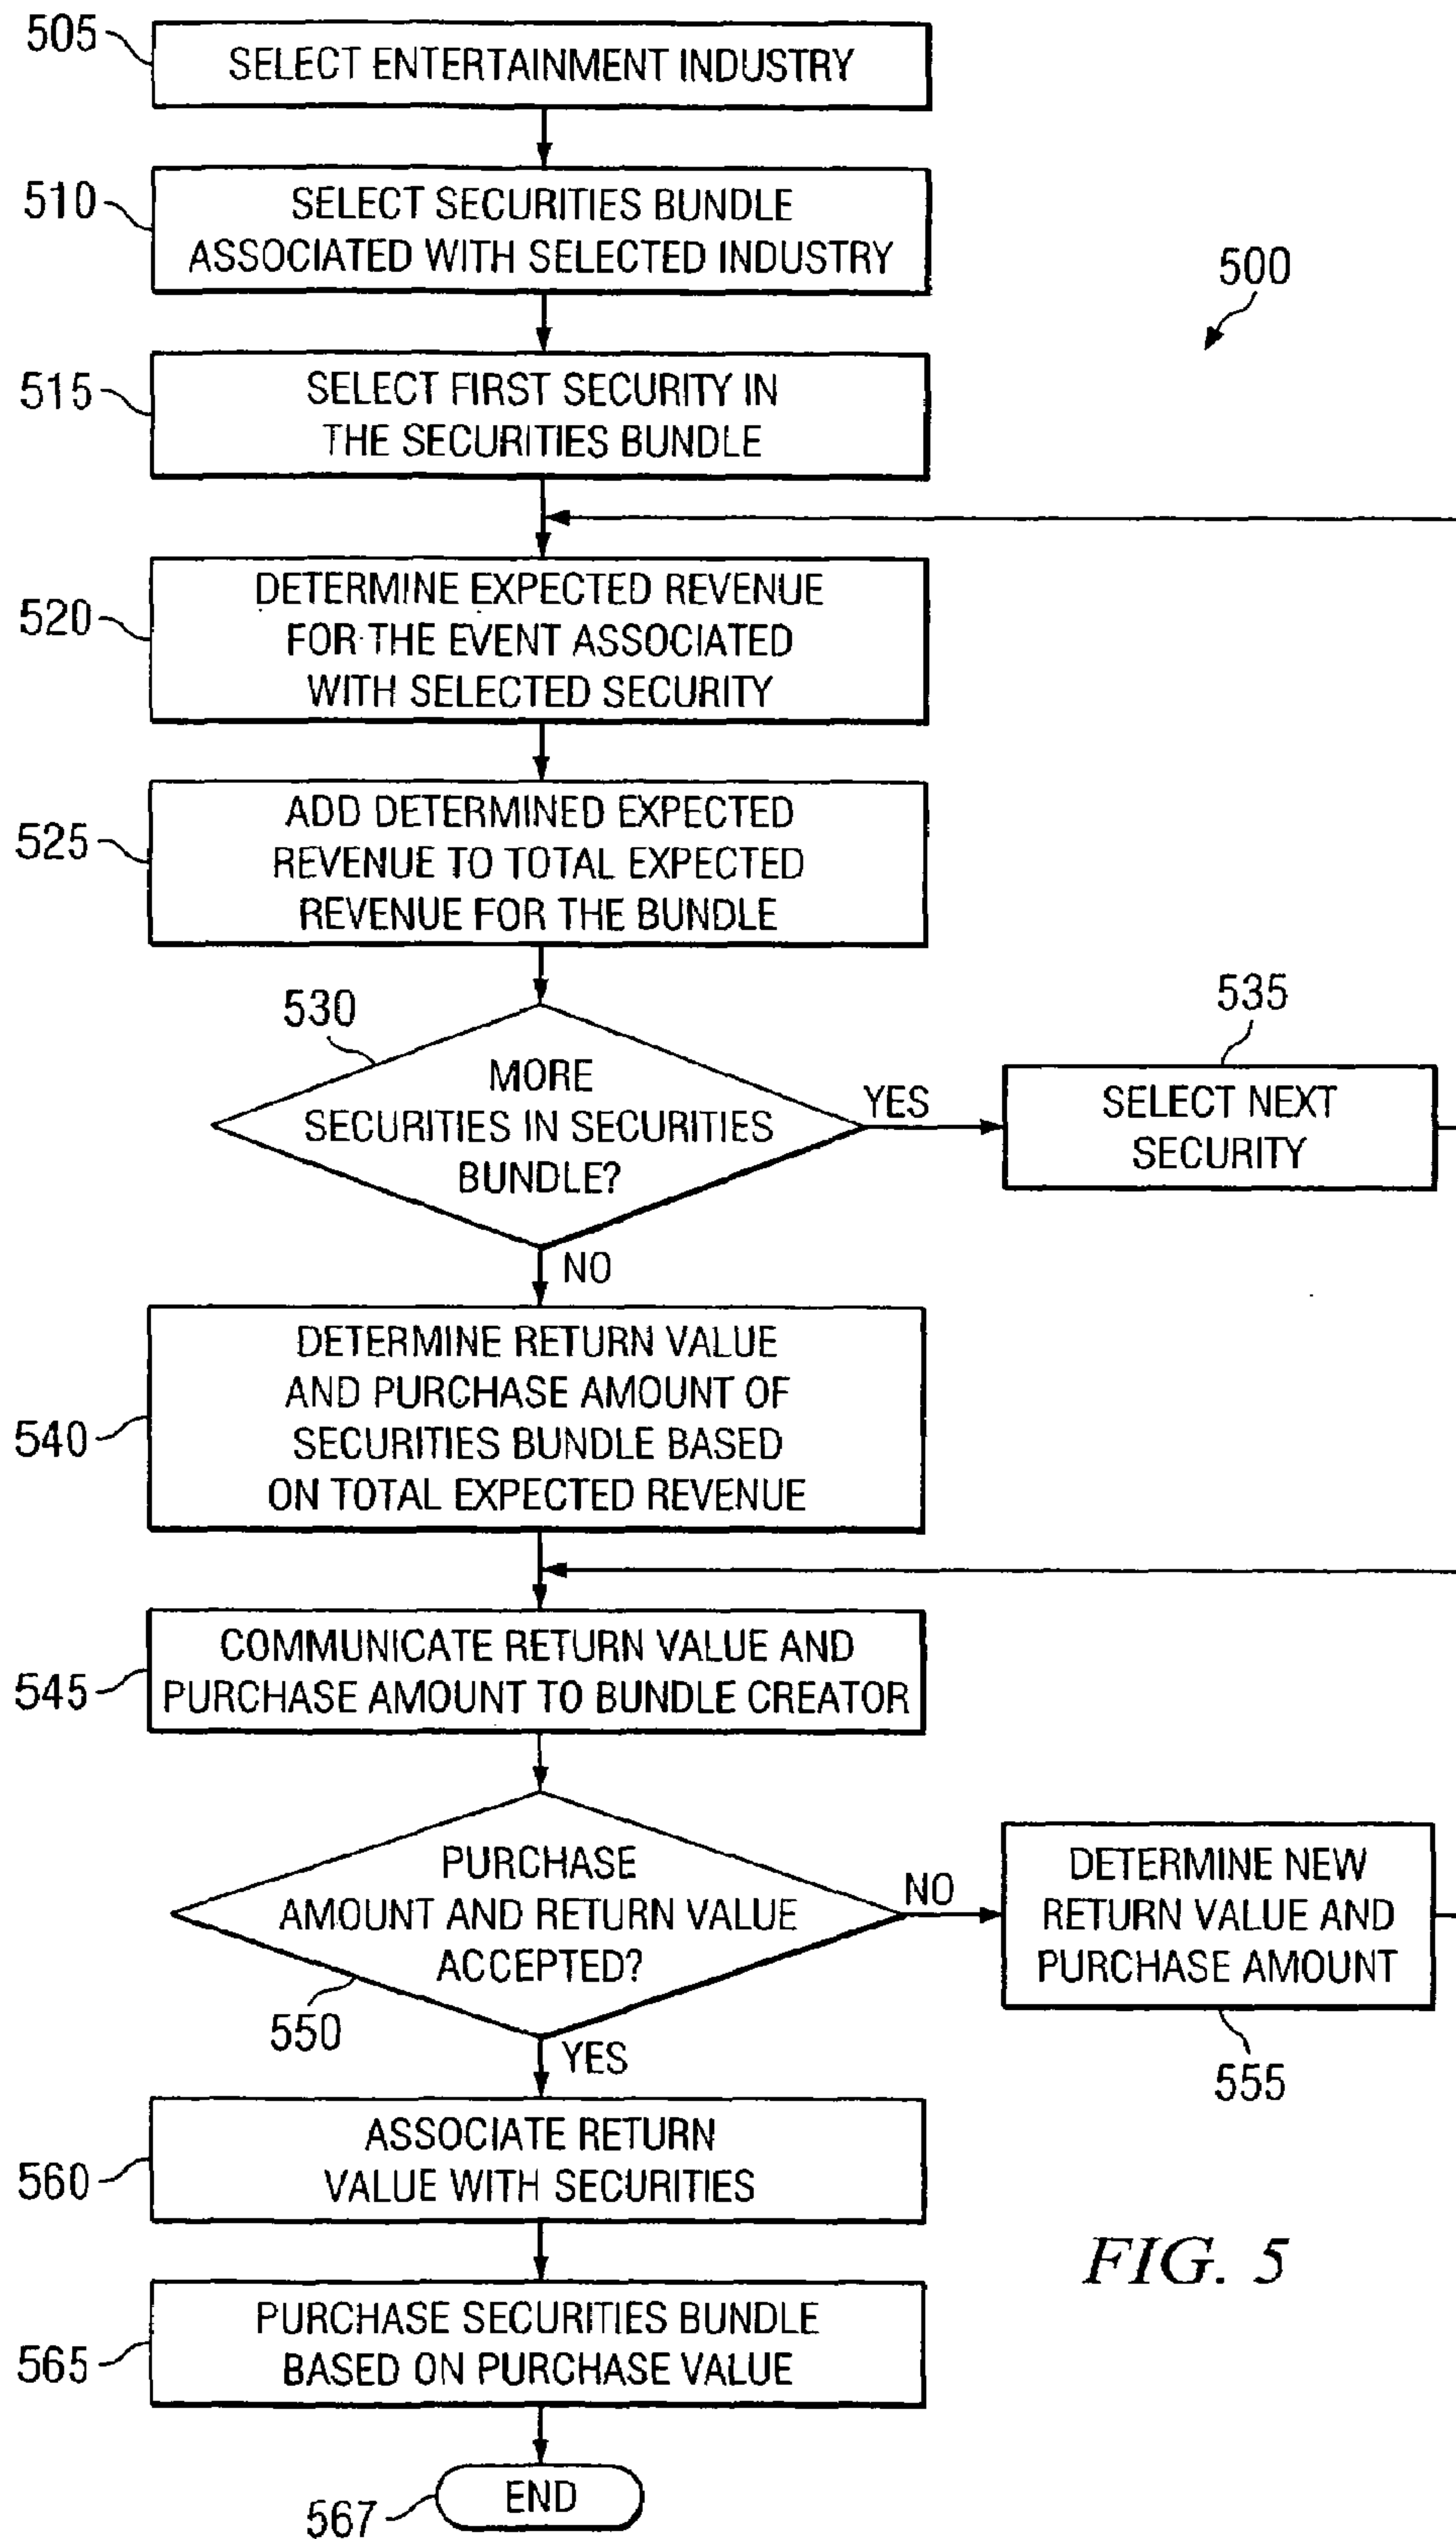 505
SELECT ENTERTAINMENT INDUSTRY
510
SELECT SECURITIES BUNDLE
ASSOCIATED WITH SELECTED INDUSTRY
500
515
SELECT FIRST SECURITY IN
THE SECURITIES BUNDLE
520
DETERMINE EXPECTED REVENUE
FOR THE EVENT ASSOCIATED
WITH SELECTED SECURITY
525
ADD DETERMINED EXPECTED
REVENUE TO TOTAL EXPECTED
REVENUE FOR THE BUNDLE
530
MORE
SECURITIES IN SECURITIES
BUNDLE?
YES
535
SELECT NEXT
SECURITY
NO
540
DETERMINE RETURN VALUE
AND PURCHASE AMOUNT OF
SECURITIES BUNDLE BASED
ON TOTAL EXPECTED REVENUE
545
COMMUNICATE RETURN VALUE AND
PURCHASE AMOUNT TO BUNDLE CREATOR
PURCHASE
AMOUNT AND RETURN VALUE
ACCEPTED?
550
NO
DETERMINE NEW
RETURN VALUE AND
PURCHASE AMOUNT
555
YES
560
ASSOCIATE RETURN
VALUE WITH SECURITIES
565
PURCHASE SECURITIES BUNDLE
BASED ON PURCHASE VALUE
FIG. 5
567
END